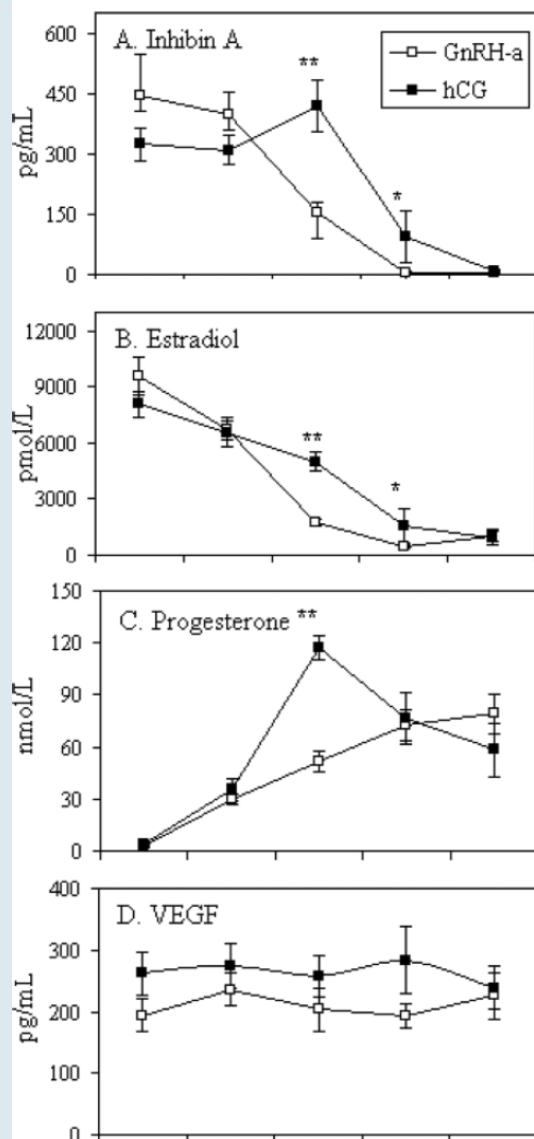 A. Inhibin A
GnRH-a
hCG
**
*
pg/mL
600
450
300
150
0
B. Estradiol
**
*
pmol/L
12000
9000
6000
3000
0
C. Progesterone **
nmol/L
150
120
90
60
30
0
D. VEGF
pg/mL
400
300
200
100
0